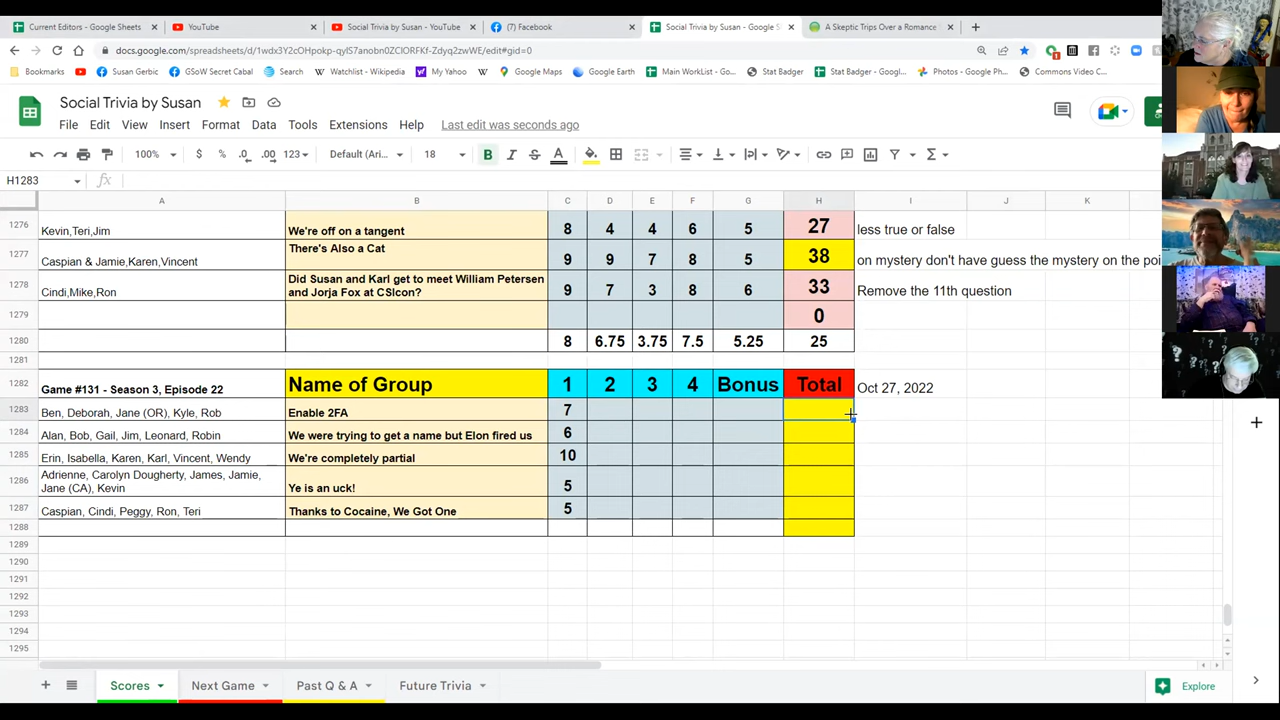 Current Editors - Google Sheets
YouTube
Social Trivia by Susan - YouTube
(7) Facebook
Social Trivia by Susan - Google S
A Skeptic Trips Over a Romance
docs.google.com/spreadsheets/d/
Bookmarks
Susan Gerbic
GSoW Secret Cabal
Search
Watchlist - Wikipedia
My Yahoo
Google Maps
Google Earth
Main WorkList - Go...
Stat Badger
Stat Badger - Googl...
Photos - Google Ph...
Commons Video C...
Social Trivia by Susan
File Edit View Insert Format Data Tools Extensions Help Last edit was seconds ago
100% $ % .0 .00 123 Default (Ari... 18 B I S A
H1283 fx
A B C D E F G H I J K
1276 Kevin,Teri,Jim We're off on a tangent 8 4 4 6 5 27 less true or false
1277 Caspian & Jamie,Karen,Vincent There's Also a Cat 9 9 7 8 5 38 on mystery don't have guess the mystery on the poi
1278 Cindi,Mike,Ron Did Susan and Karl get to meet William Petersen
and Jorja Fox at CSIcon? 9 7 3 8 6 33 Remove the 11th question
1279 0
1280 8 6.75 3.75 7.5 5.25 25
1281
1282 Game #131 - Season 3, Episode 22 Name of Group 1 2 3 4 Bonus Total Oct 27, 2022
1283 Ben, Deborah, Jane (OR), Kyle, Rob Enable 2FA 7
1284 Alan, Bob, Gail, Jim, Leonard, Robin We were trying to get a name but Elon fired us 6
1285 Erin, Isabella, Karen, Karl, Vincent, Wendy We're completely partial 10
1286 Adrienne, Carolyn Dougherty, James, Jamie,
Jane (CA), Kevin Ye is an uck! 5
1287 Caspian, Cindi, Peggy, Ron, Teri Thanks to Cocaine, We Got One 5
1288
1289
1290
1291
1292
1293
1294
1295
Scores Next Game Past Q & A Future Trivia Explore